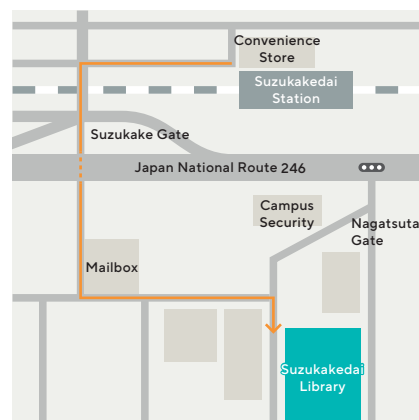 Convenience
Store
Suzukakedai
Station
Suzukake Gate
Japan National Route 246
Campus
Security
Nagatsuta
Gate
Mailbox
Suzukakedai
Library